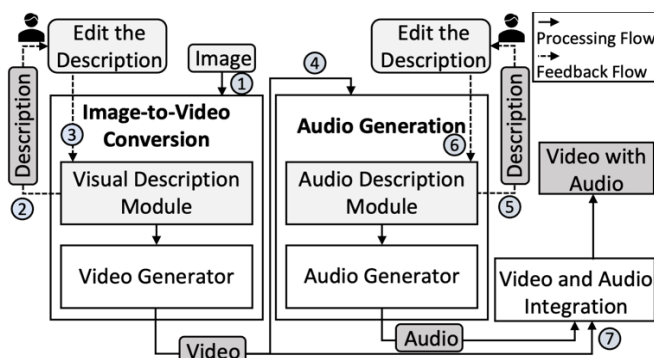 Edit the
Description
Image
Description
Image-to-Video
Conversion
Visual Description
Module
Video Generator
Video
1
2
3
4
Edit the
Description
Description
Audio Generation
Audio Description
Module
Audio Generator
Audio
5
6
Processing Flow
Feedback Flow
Video with
Audio
Video and Audio
Integration
7